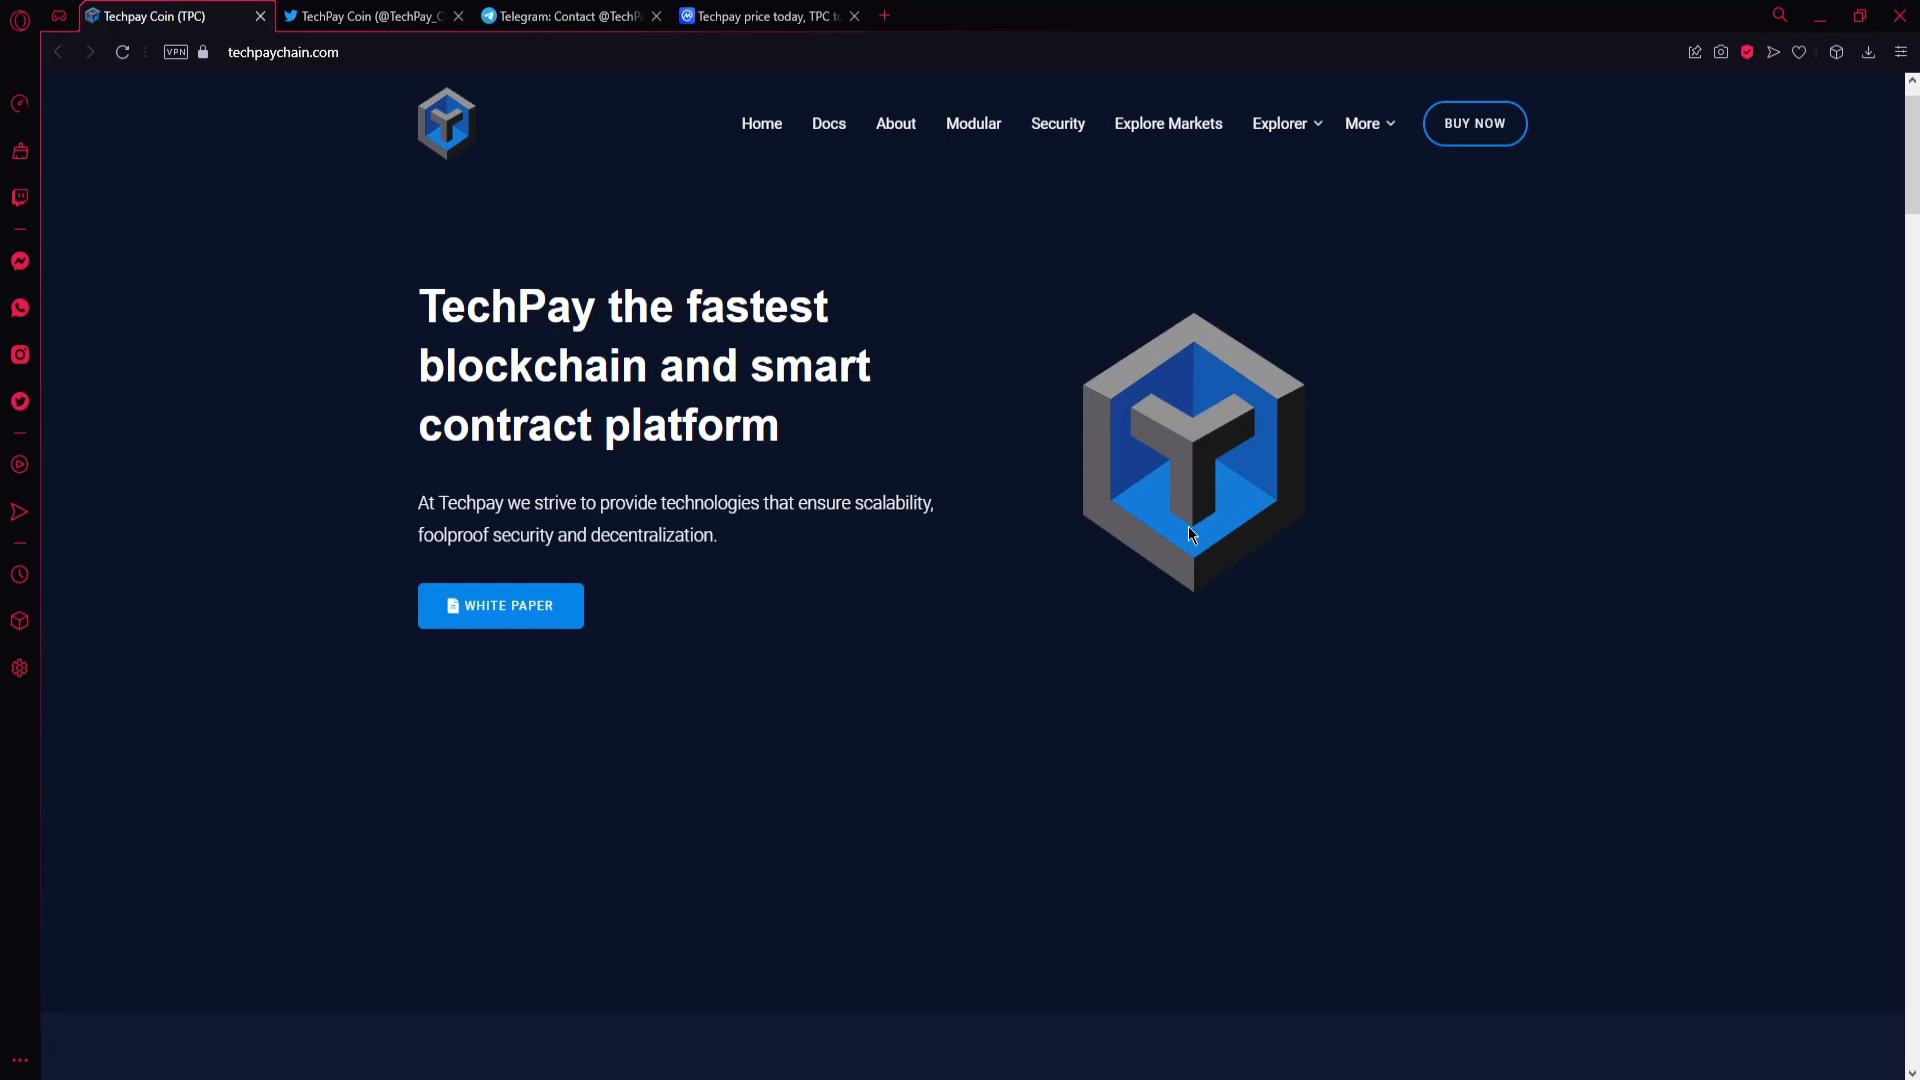 Techpay Coin (TPC)
TechPay Coin (@TechPay_C
Telegram: Contact @TechP
Techpay price today, TPC to
VPN
techpaychain.com
Home
Docs
About
Modular
Security
Explore Markets
Explorer
More
BUY NOW
TechPay the fastest
blockchain and smart
contract platform
At Techpay we strive to provide technologies that ensure scalability,
foolproof security and decentralization.
WHITE PAPER